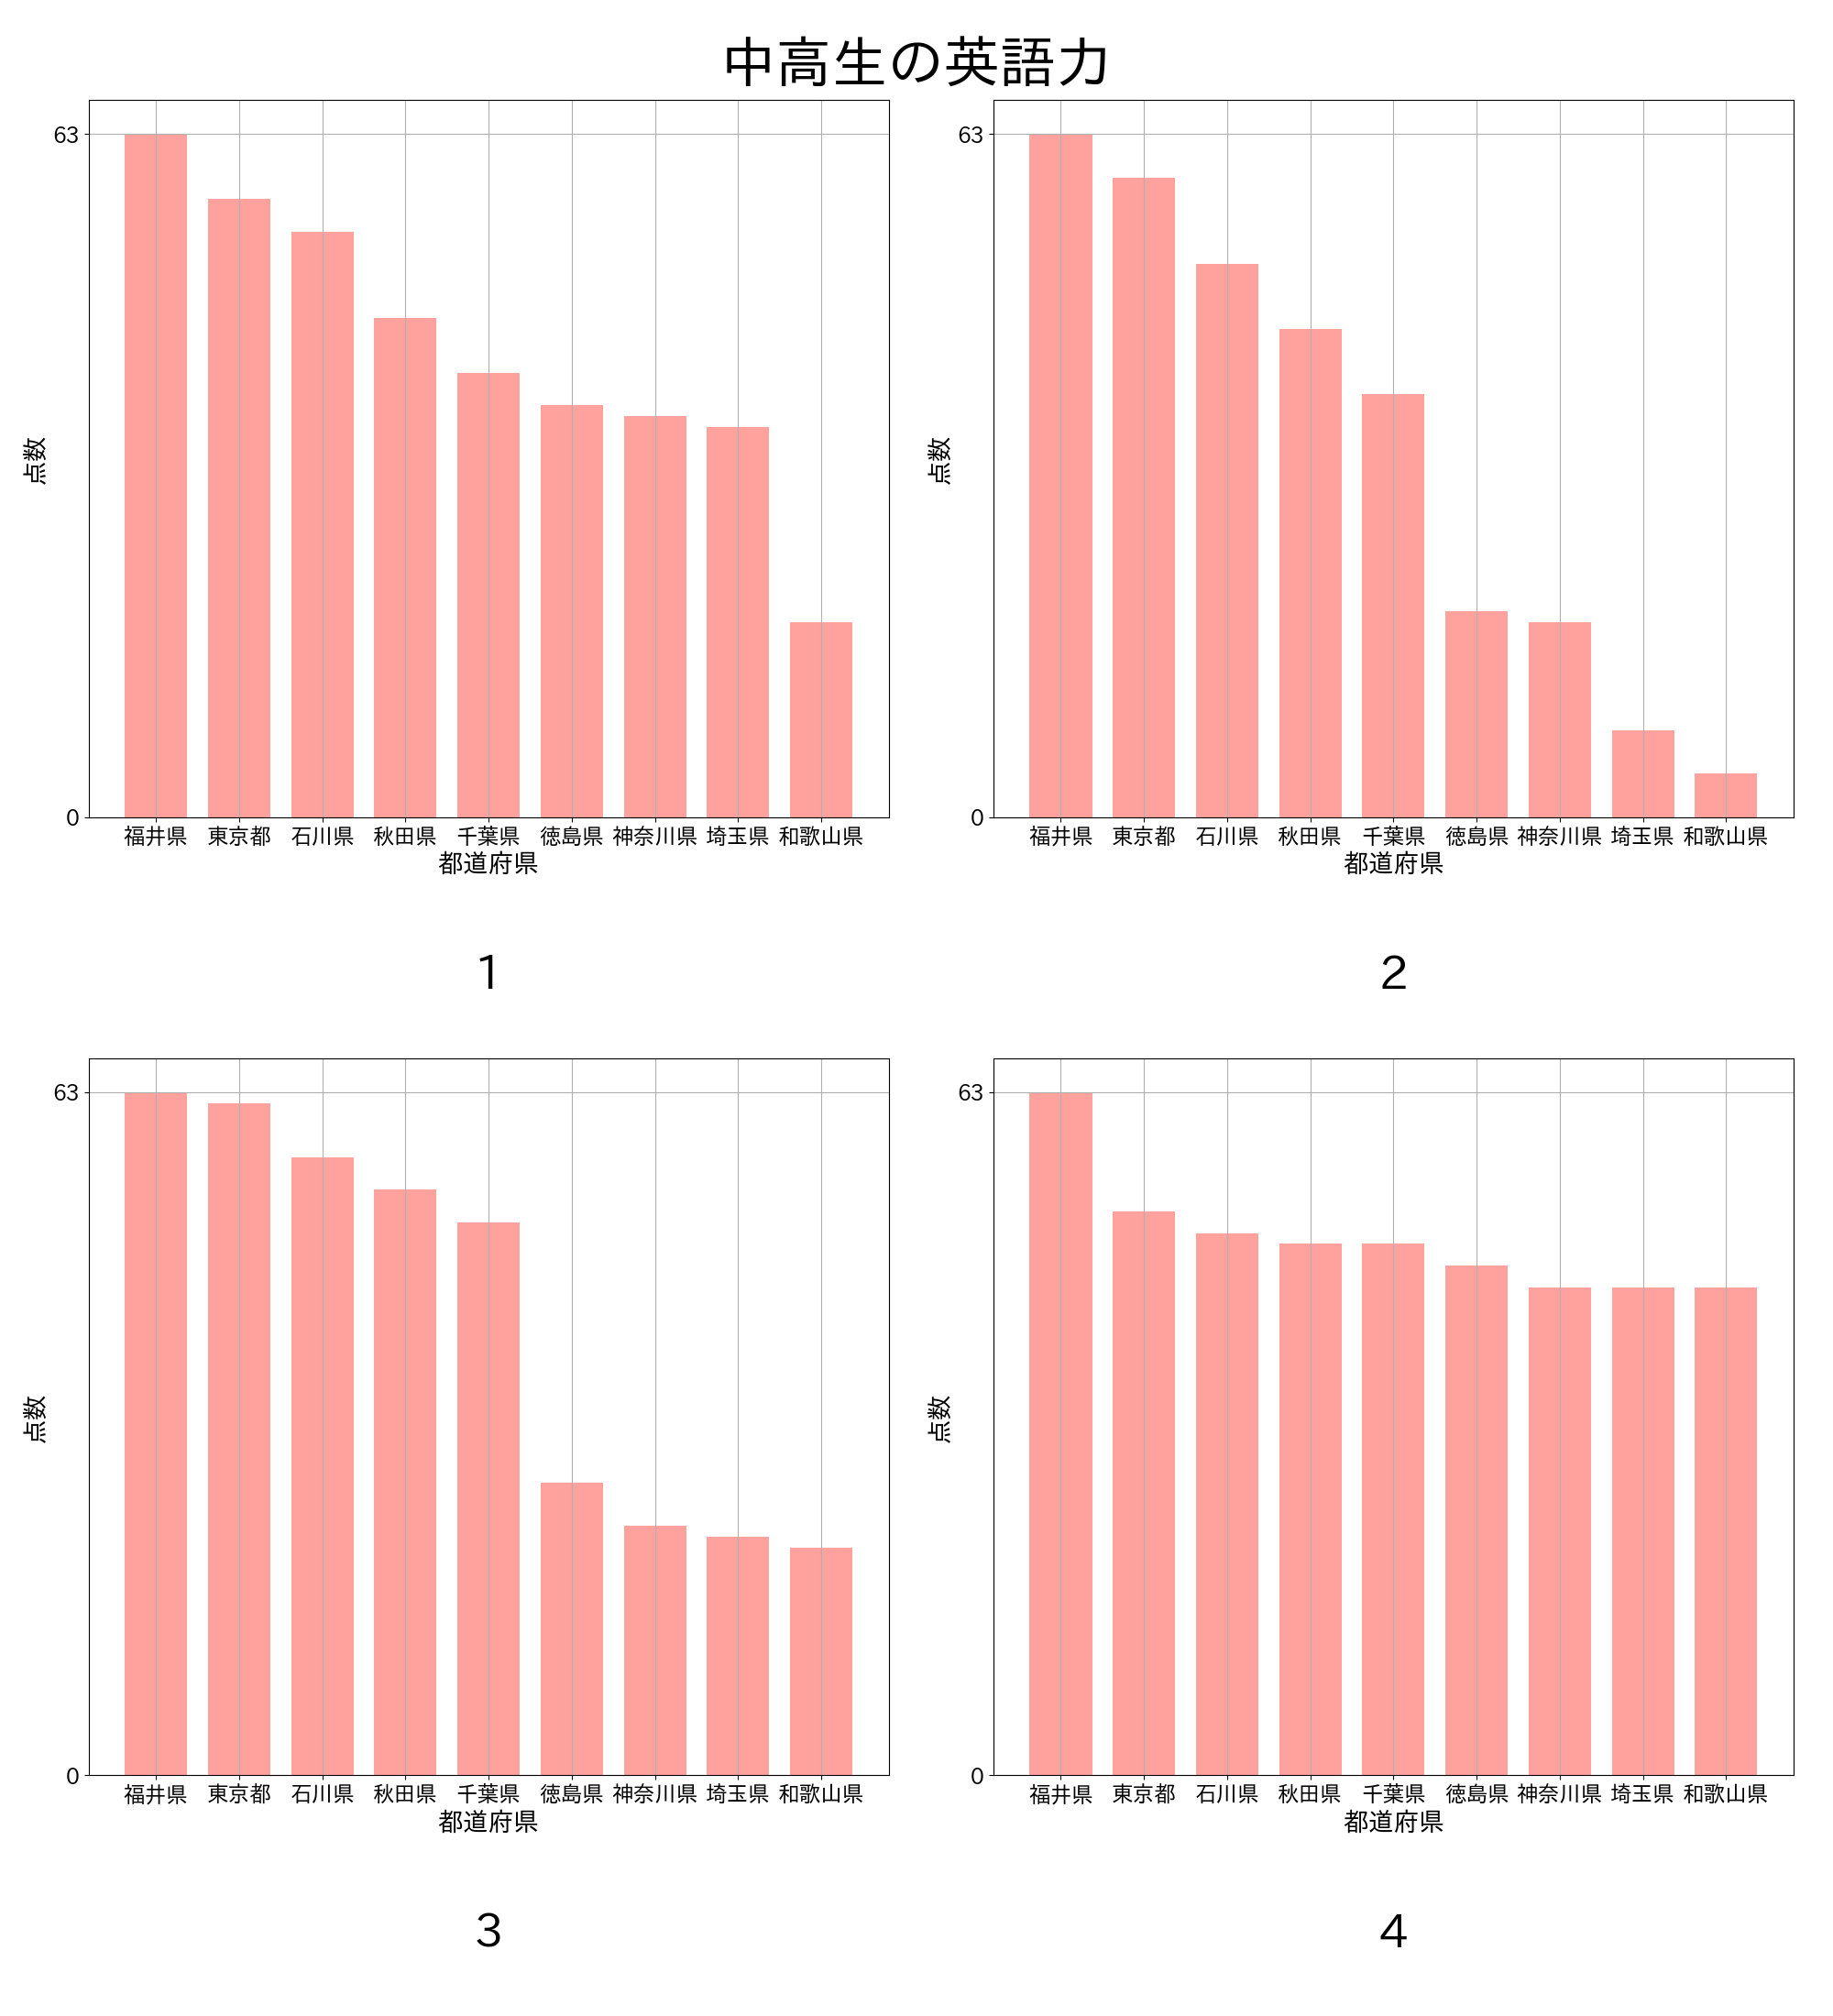 中高生の英語力
63
0
点数
福井県 東京都 石川県 秋田県 千葉県 徳島県 神奈川県 埼玉県 和歌山県
都道府県
1
63
0
点数
福井県 東京都 石川県 秋田県 千葉県 徳島県 神奈川県 埼玉県 和歌山県
都道府県
2
63
0
点数
福井県 東京都 石川県 秋田県 千葉県 徳島県 神奈川県 埼玉県 和歌山県
都道府県
3
63
0
点数
福井県 東京都 石川県 秋田県 千葉県 徳島県 神奈川県 埼玉県 和歌山県
都道府県
4